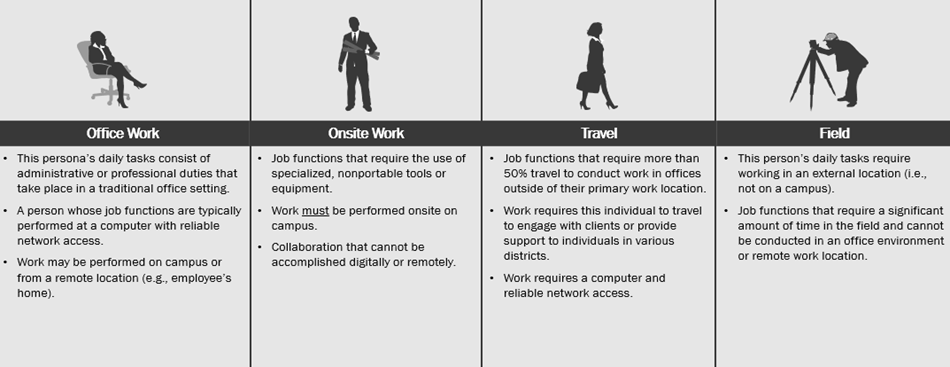 Office Work
• This persona's daily tasks consist of
administrative or professional duties that
take place in a traditional office setting.
• A person whose job functions are typically
performed at a computer with reliable
network access.
• Work may be performed on campus or
from a remote location (e.g., employee's
home).
Onsite Work
• Job functions that require the use of
specialized, nonportable tools or
equipment.
• Work must be performed onsite on
campus.
• Collaboration that cannot be
accomplished digitally or remotely.
Travel
• Job functions that require more than
50% travel to conduct work in offices
outside of their primary work location.
• Work requires this individual to travel
to engage with clients or provide
support to individuals in various
districts.
• Work requires a computer and
reliable network access.
Field
• This person's daily tasks require
working in an external location (i.e.,
not on a campus).
• Job functions that require a significant
amount of time in the field and cannot
be conducted in an office environment
or remote work location.